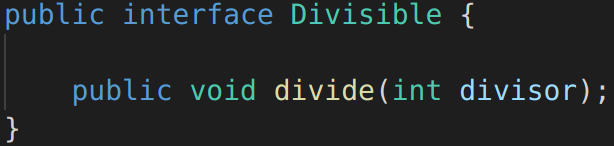 public interface Divisible {
    public void divide(int divisor);
}